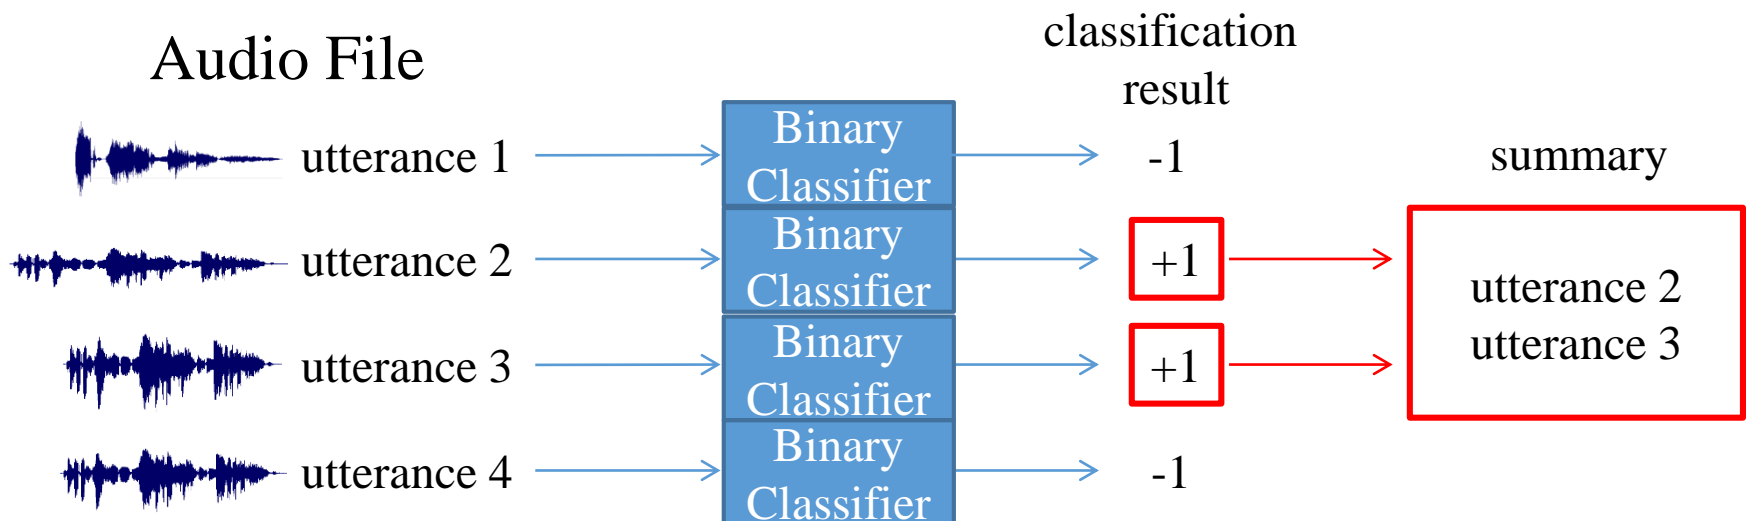 Audio File
classification
result
utterance 1
Binary
Classifier
-1
summary
utterance 2
Binary
Classifier
+1
utterance 2
utterance 3
utterance 3
Binary
Classifier
+1
utterance 4
Binary
Classifier
-1